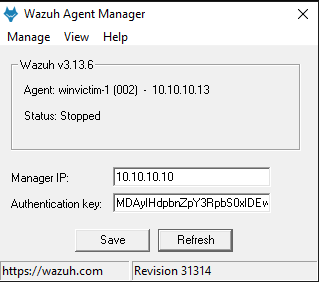 Wazuh Agent Manager
Manage View Help
Wazuh v3.13.6
Agent: winvictim-1 (002) - 10.10.10.13
Status: Stopped
Manager IP: 10.10.10.10
Authentication key: MDAyIHdpbnZpY3RpbS0xIDEw
Save Refresh
https://wazuh.com Revision 31314